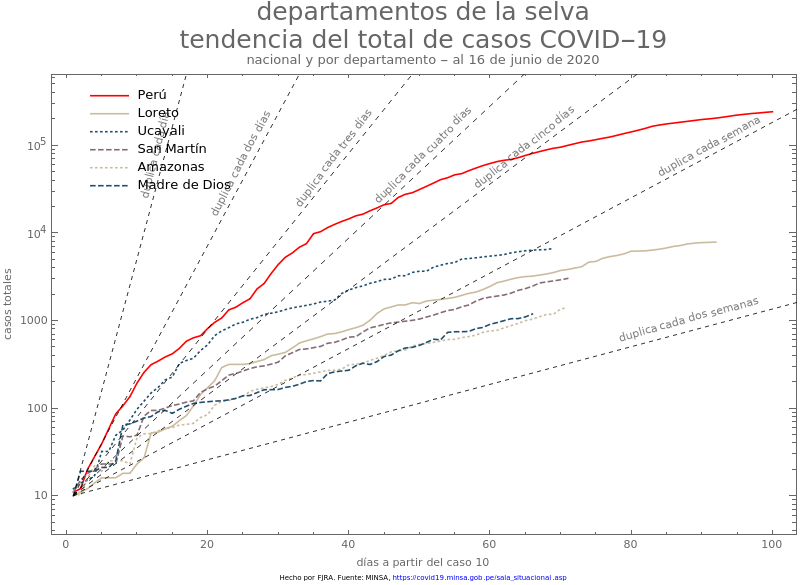 departamentos de la selva
tendencia del total de casos COVID−19
nacional y por departamento − al 16 de junio de 2020
Perú
Loreto
Ucayali
San Martín
Amazonas
Madre de Dios
duplica cada día
duplica cada dos días
duplica cada tres días
duplica cada cuatro días
duplica cada cinco días
duplica cada semana
duplica cada dos semanas
casos totales
10^5
10^4
1000
100
10
0 20 40 60 80 100
días a partir del caso 10
Hecho por FJRA. Fuente: MINSA, https://covid19.minsa.gob.pe/sala_situacional.asp